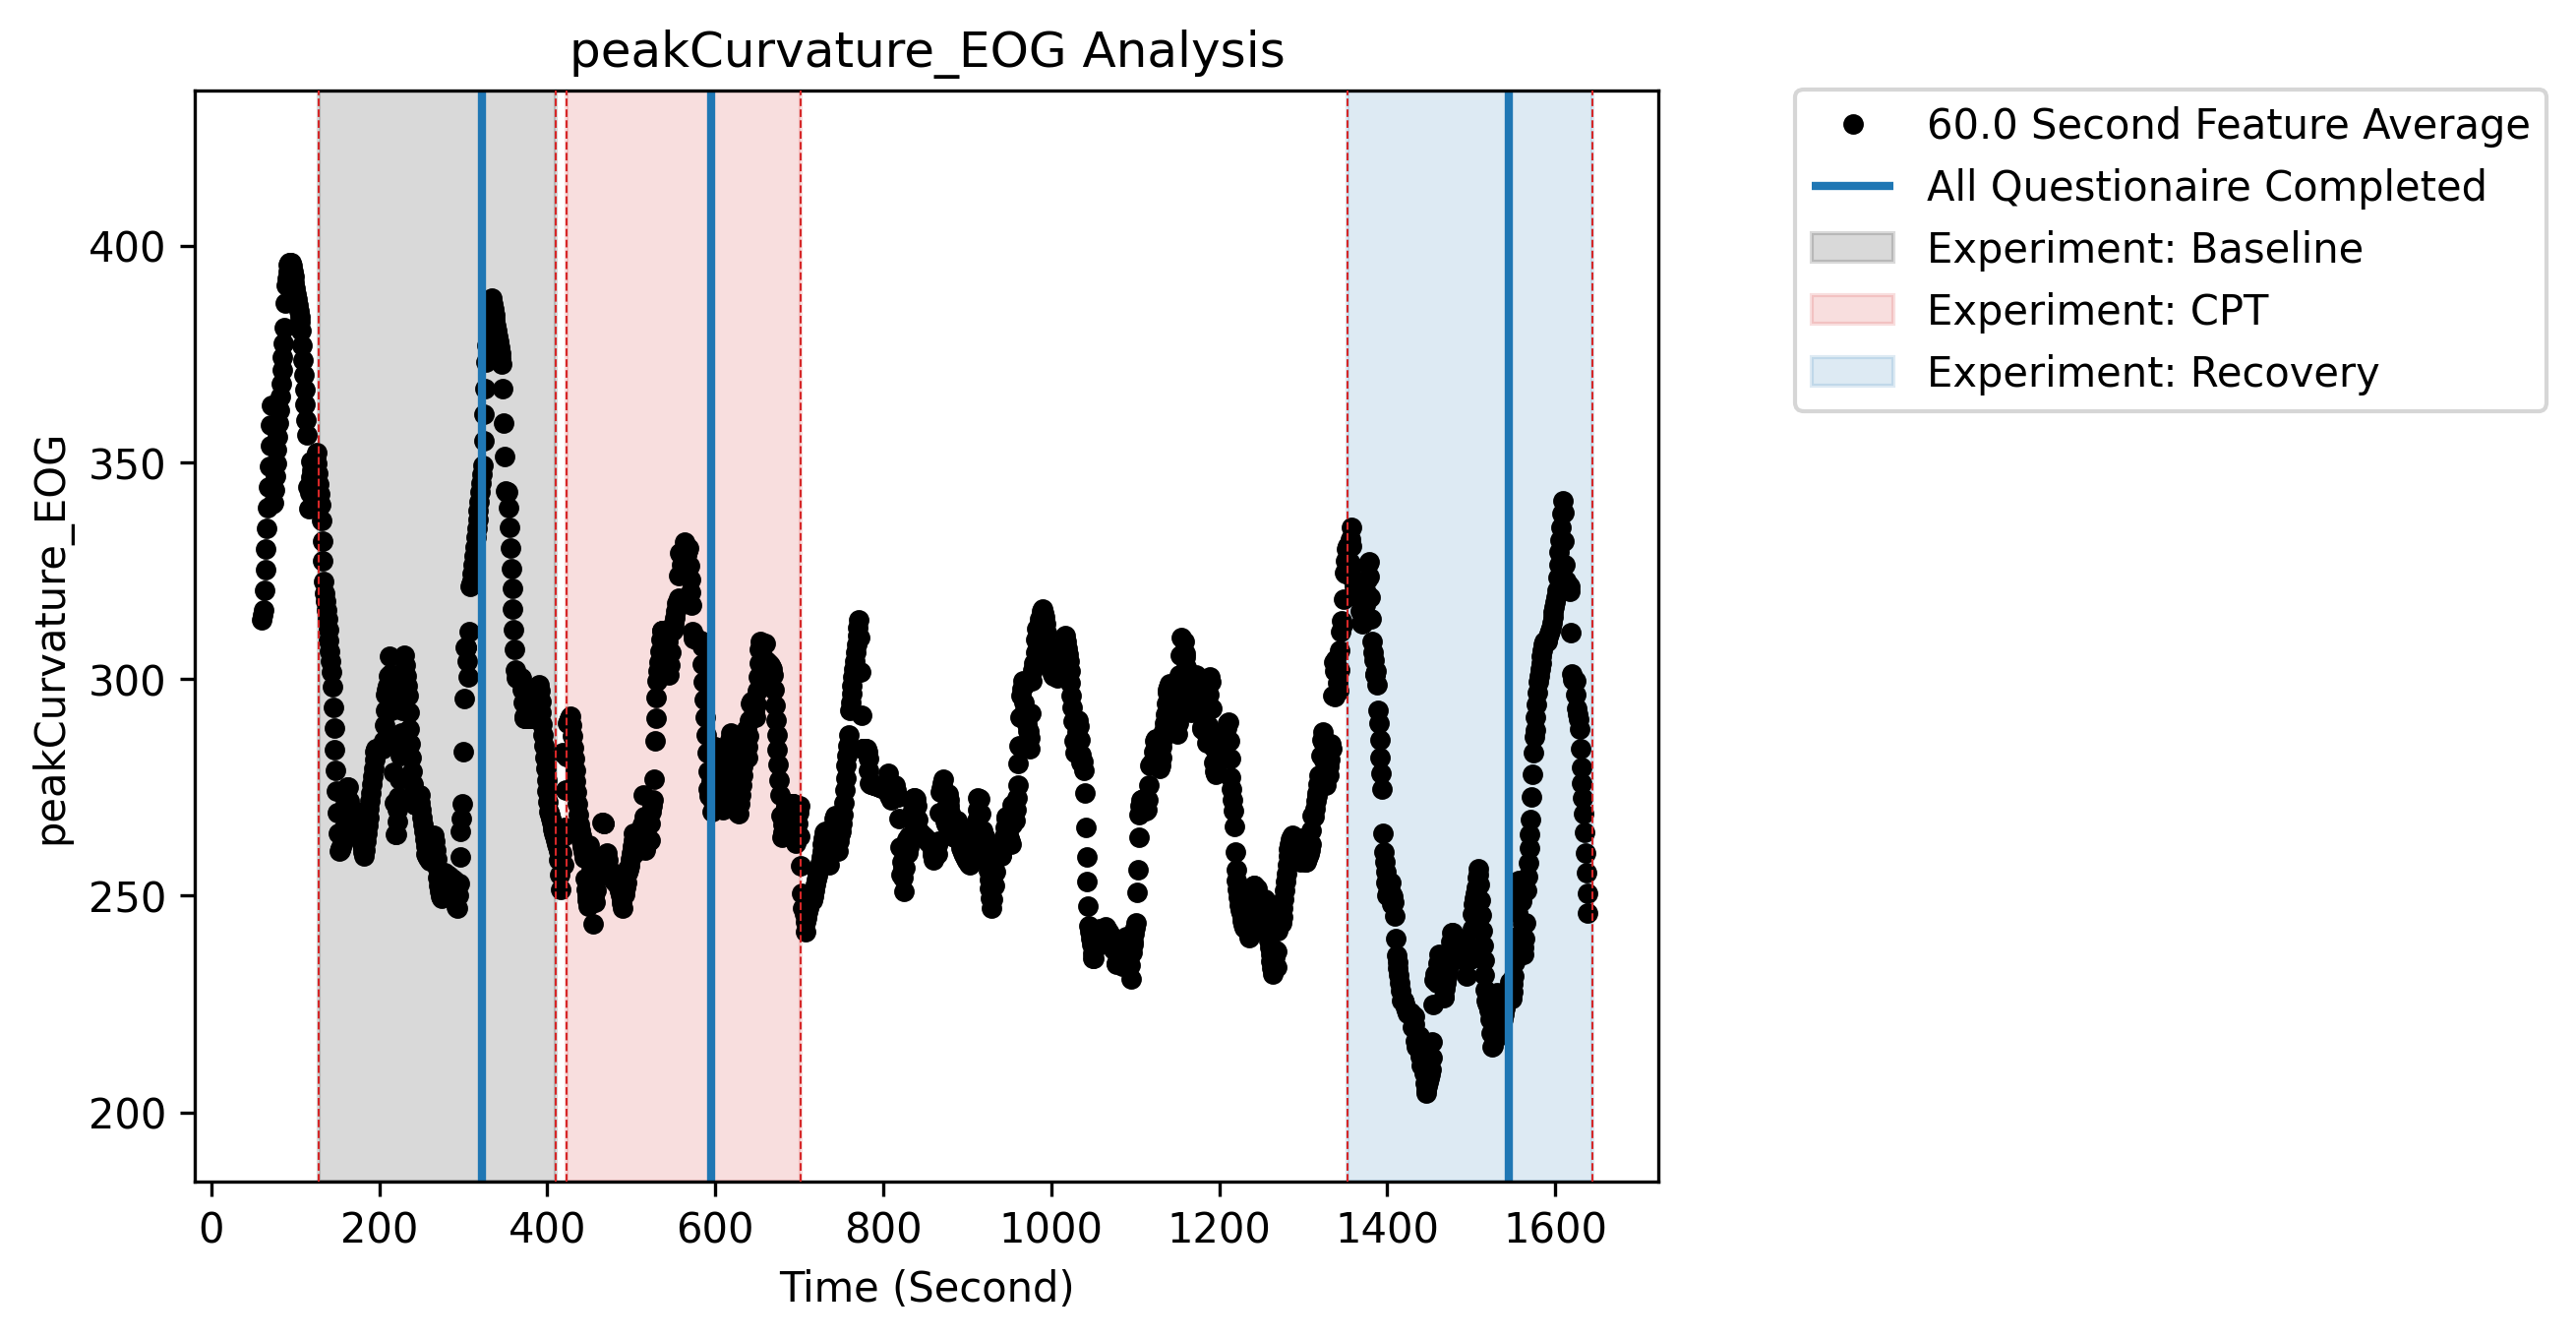 peakCurvature_EOG Analysis
peakCurvature_EOG
400
350
300
250
200
0 200 400 600 800 1000 1200 1400 1600
Time (Second)
60.0 Second Feature Average
All Questionaire Completed
Experiment: Baseline
Experiment: CPT
Experiment: Recovery